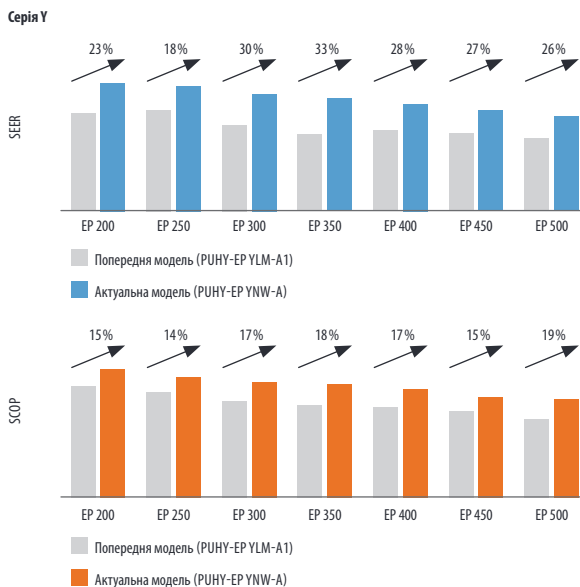 Серія Y
23% 18% 30% 33% 28% 27% 26%
SEER
EP 200 EP 250 EP 300 EP 350 EP 400 EP 450 EP 500
Попередня модель (PUHY-EP YLM-A1)
Актуальна модель (PUHY-EP YNW-A)
15% 14% 17% 18% 17% 15% 19%
SCOP
EP 200 EP 250 EP 300 EP 350 EP 400 EP 450 EP 500
Попередня модель (PUHY-EP YLM-A1)
Актуальна модель (PUHY-EP YNW-A)